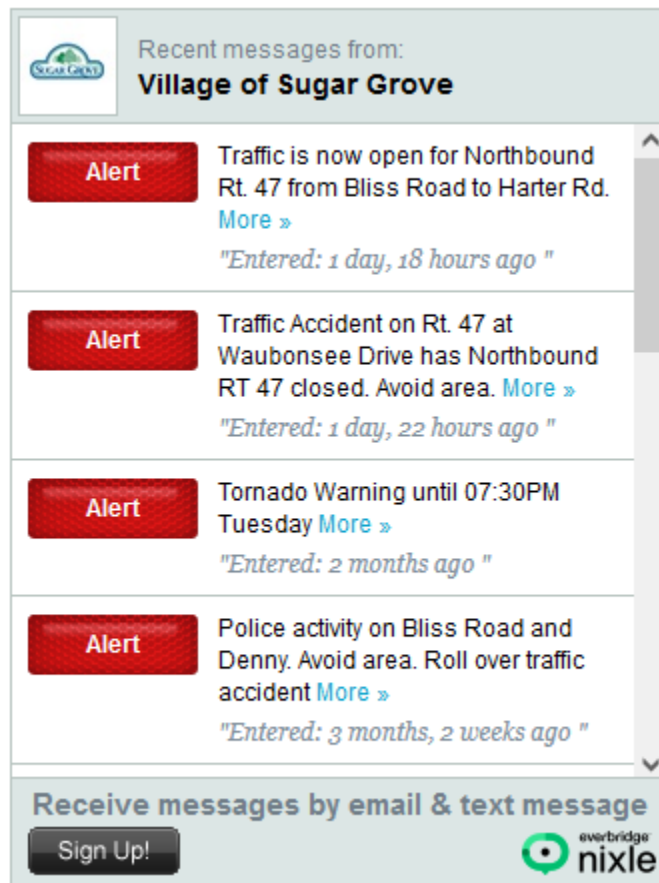 SUGAR GROVE
Recent messages from:
Village of Sugar Grove
Alert
Traffic is now open for Northbound
Rt. 47 from Bliss Road to Harter Rd.
More »
"Entered: 1 day, 18 hours ago "
Alert
Traffic Accident on Rt. 47 at
Waubonsee Drive has Northbound
RT 47 closed. Avoid area. More »
"Entered: 1 day, 22 hours ago "
Alert
Tornado Warning until 07:30PM
Tuesday More »
"Entered: 2 months ago "
Alert
Police activity on Bliss Road and
Denny. Avoid area. Roll over traffic
accident More »
"Entered: 3 months, 2 weeks ago "
Receive messages by email & text message
Sign Up!
everbridge
nixle